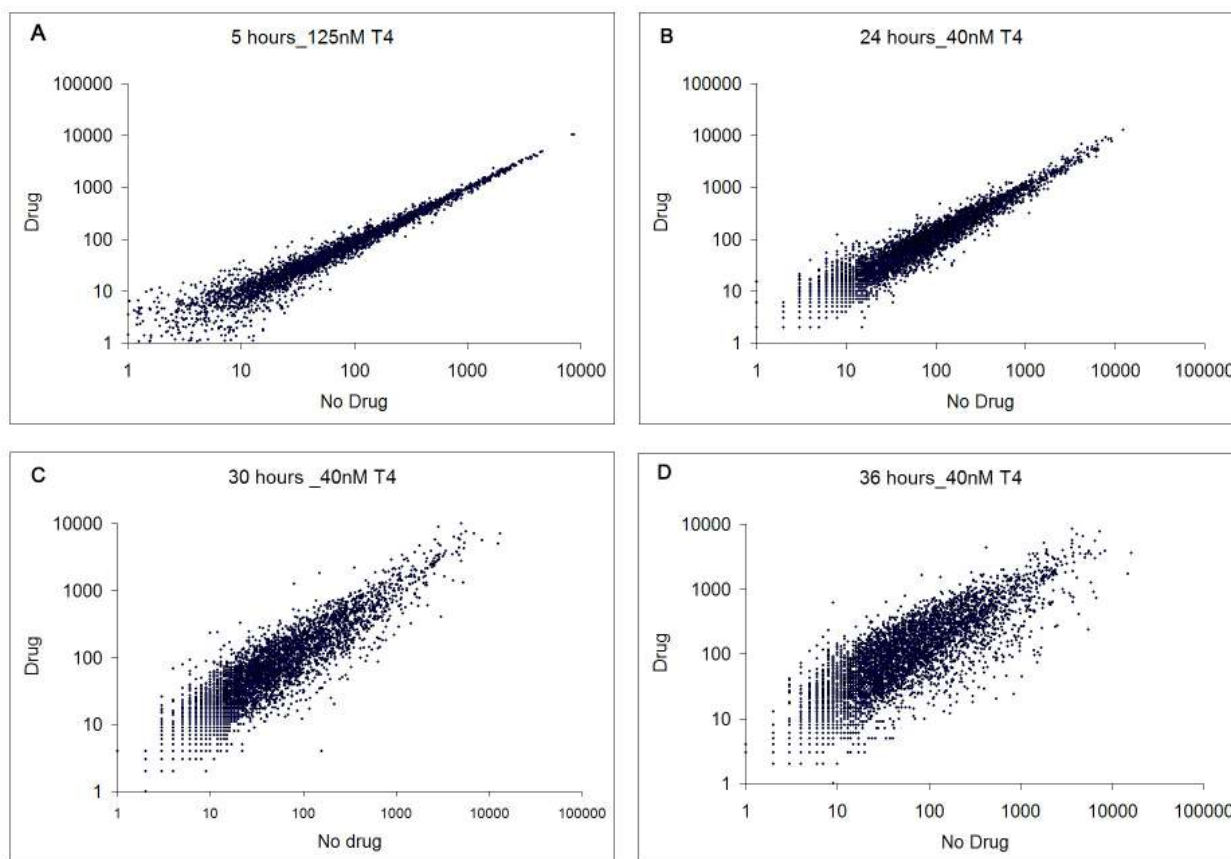 A
5 hours_125nM T4
100000
10000
1000
100
10
1
Drug
1 10 100 1000 10000
No Drug
B
24 hours_40nM T4
100000
10000
1000
100
10
1
Drug
1 10 100 1000 10000 100000
No Drug
C
30 hours _40nM T4
10000
1000
100
10
1
Drug
1 10 100 1000 10000 100000
No drug
D
36 hours_40nM T4
10000
1000
100
10
1
Drug
1 10 100 1000 10000 100000
No Drug